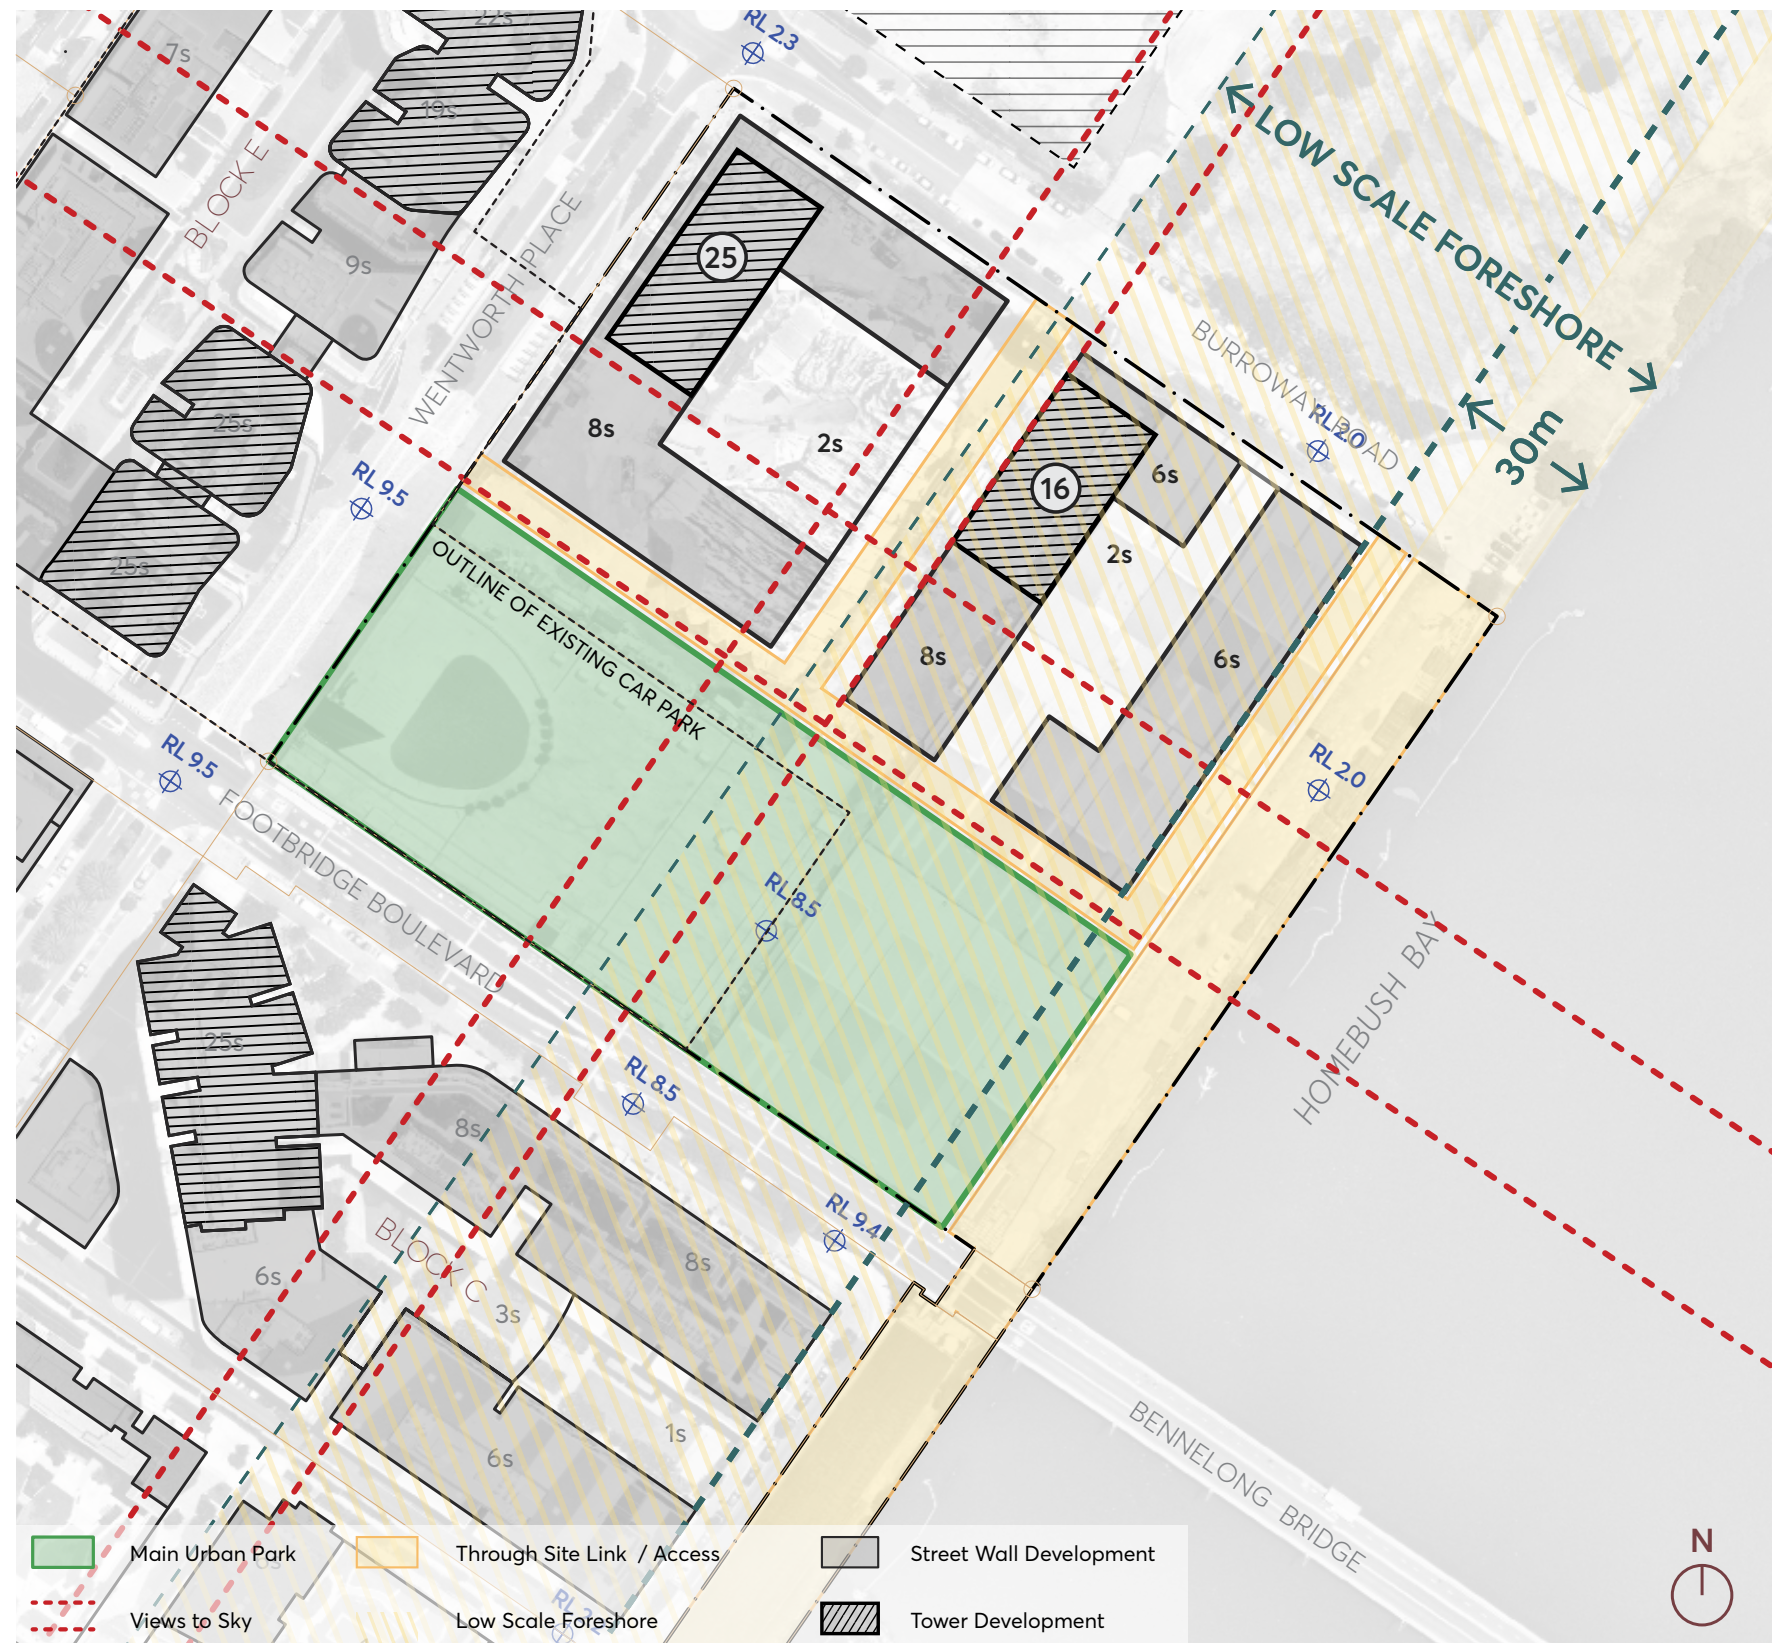 22s
RL 2.3
7s
19s
LOW SCALE FORESHORE
BLOCK E
WENTWORTH PLACE
25
9s
BURROWAY ROAD
RL 2.0
30m
25s
8s
2s
6s
16
RL 9.5
OUTLINE OF EXISTING CAR PARK
2s
25s
8s
6s
RL 9.5
RL 2.0
FOOTBRIDGE BOULEVARD
RL 8.5
HOMEBUSH BAY
25s
RL 8.5
8s
RL 9.4
BLOCK C
8s
6s
3s
1s
6s
BENNELONG BRIDGE
Main Urban Park
Through Site Link / Access
Street Wall Development
N
Views to Sky
Low Scale Foreshore
Tower Development